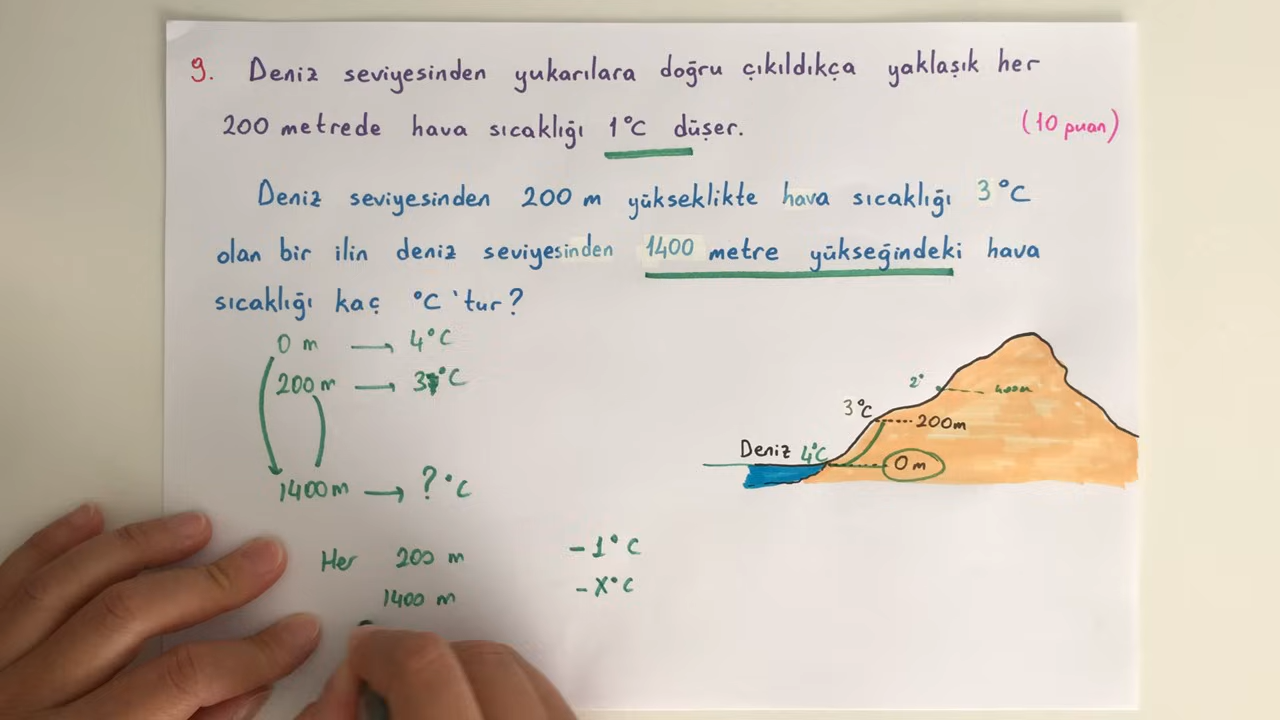 9. Deniz seviyesinden yukarılara doğru çıkıldıkça yaklaşık her
200 metrede hava sıcaklığı 1°C düşer.
(10 puan)
Deniz seviyesinden 200 m yükseklikte hava sıcaklığı 3°C
olan bir ilin deniz seviyesinden 1400 metre yükseğindeki hava
sıcaklığı kaç °C 'tur?
0 m → 4°C
200 m → 3°C
1400 m → ? °C
Her 200 m -1°C
1400 m -X°C
2° 400m
3°C 200m
Deniz 4°C 0m